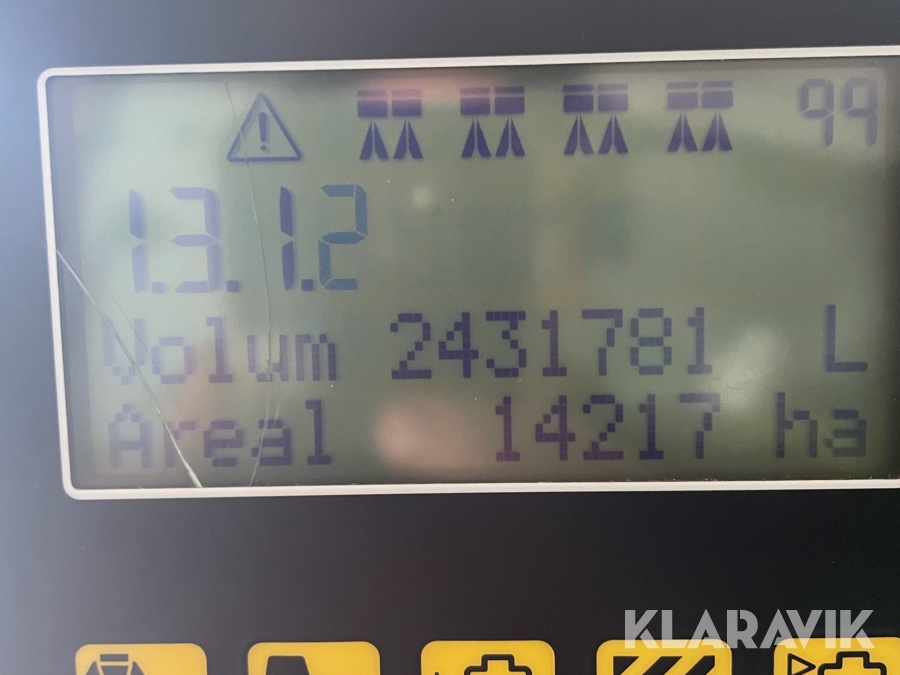 99
1.3.1.2
Volum 2431781 L
Areal 14217 ha
KLARAVIK